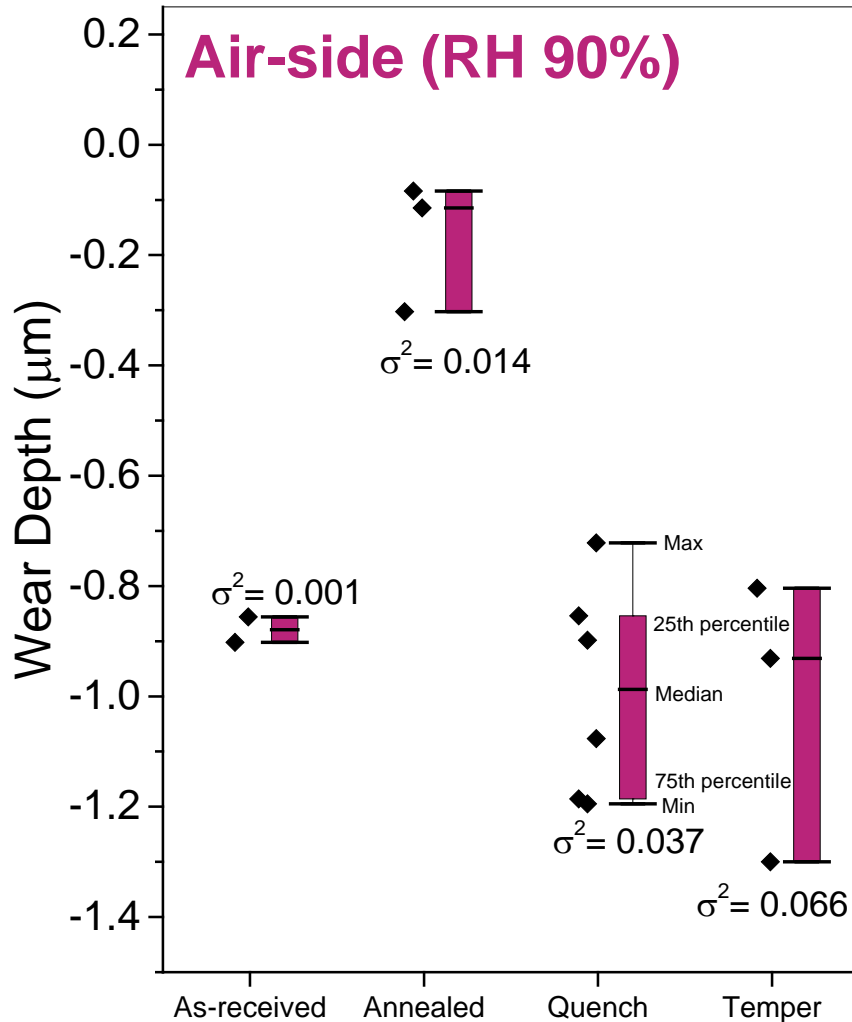 Air-side (RH 90%)
Wear Depth (μm)
0.2
0.0
-0.2
-0.4
-0.6
-0.8
-1.0
-1.2
-1.4
σ²= 0.001
σ²= 0.014
σ²= 0.037
σ²= 0.066
Max
25th percentile
Median
75th percentile
Min
As-received
Annealed
Quench
Temper